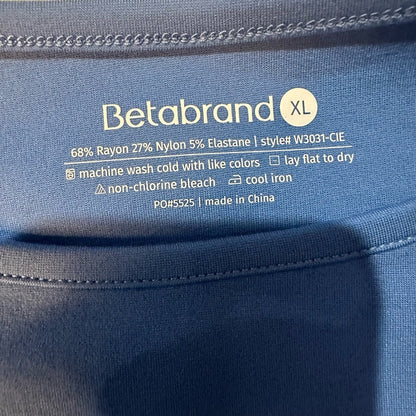 Betabrand XL
68% Rayon 27% Nylon 5% Elastane | style# W3031-CIE
machine wash cold with like colors lay flat to dry
non-chlorine bleach cool iron
PO#5525 | made in China